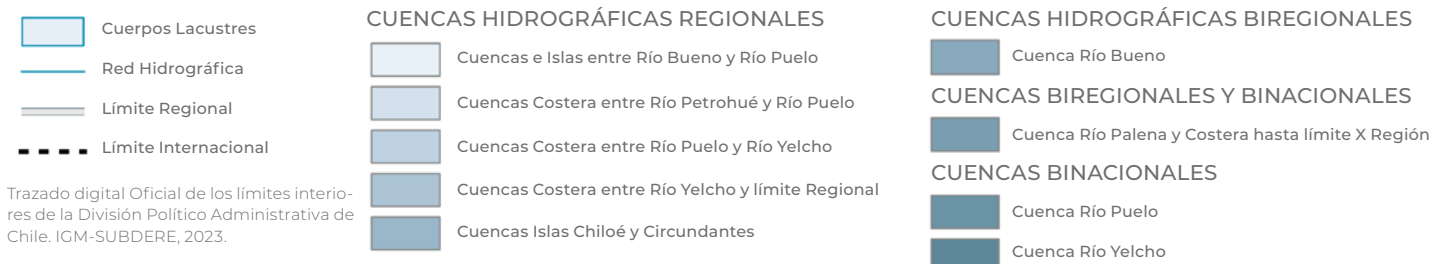 Cuerpos Lacustres
Red Hidrográfica
Límite Regional
Límite Internacional
Trazado digital Oficial de los límites interio-
res de la División Político Administrativa de
Chile. IGM-SUBDERE, 2023.
CUENCAS HIDROGRÁFICAS REGIONALES
Cuencas e Islas entre Río Bueno y Río Puelo
Cuencas Costera entre Río Petrohué y Río Puelo
Cuencas Costera entre Río Puelo y Río Yelcho
Cuencas Costera entre Río Yelcho y límite Regional
Cuencas Islas Chiloé y Circundantes
CUENCAS HIDROGRÁFICAS BIREGIONALES
Cuenca Río Bueno
CUENCAS BIREGIONALES Y BINACIONALES
Cuenca Río Palena y Costera hasta límite X Región
CUENCAS BINACIONALES
Cuenca Río Puelo
Cuenca Río Yelcho